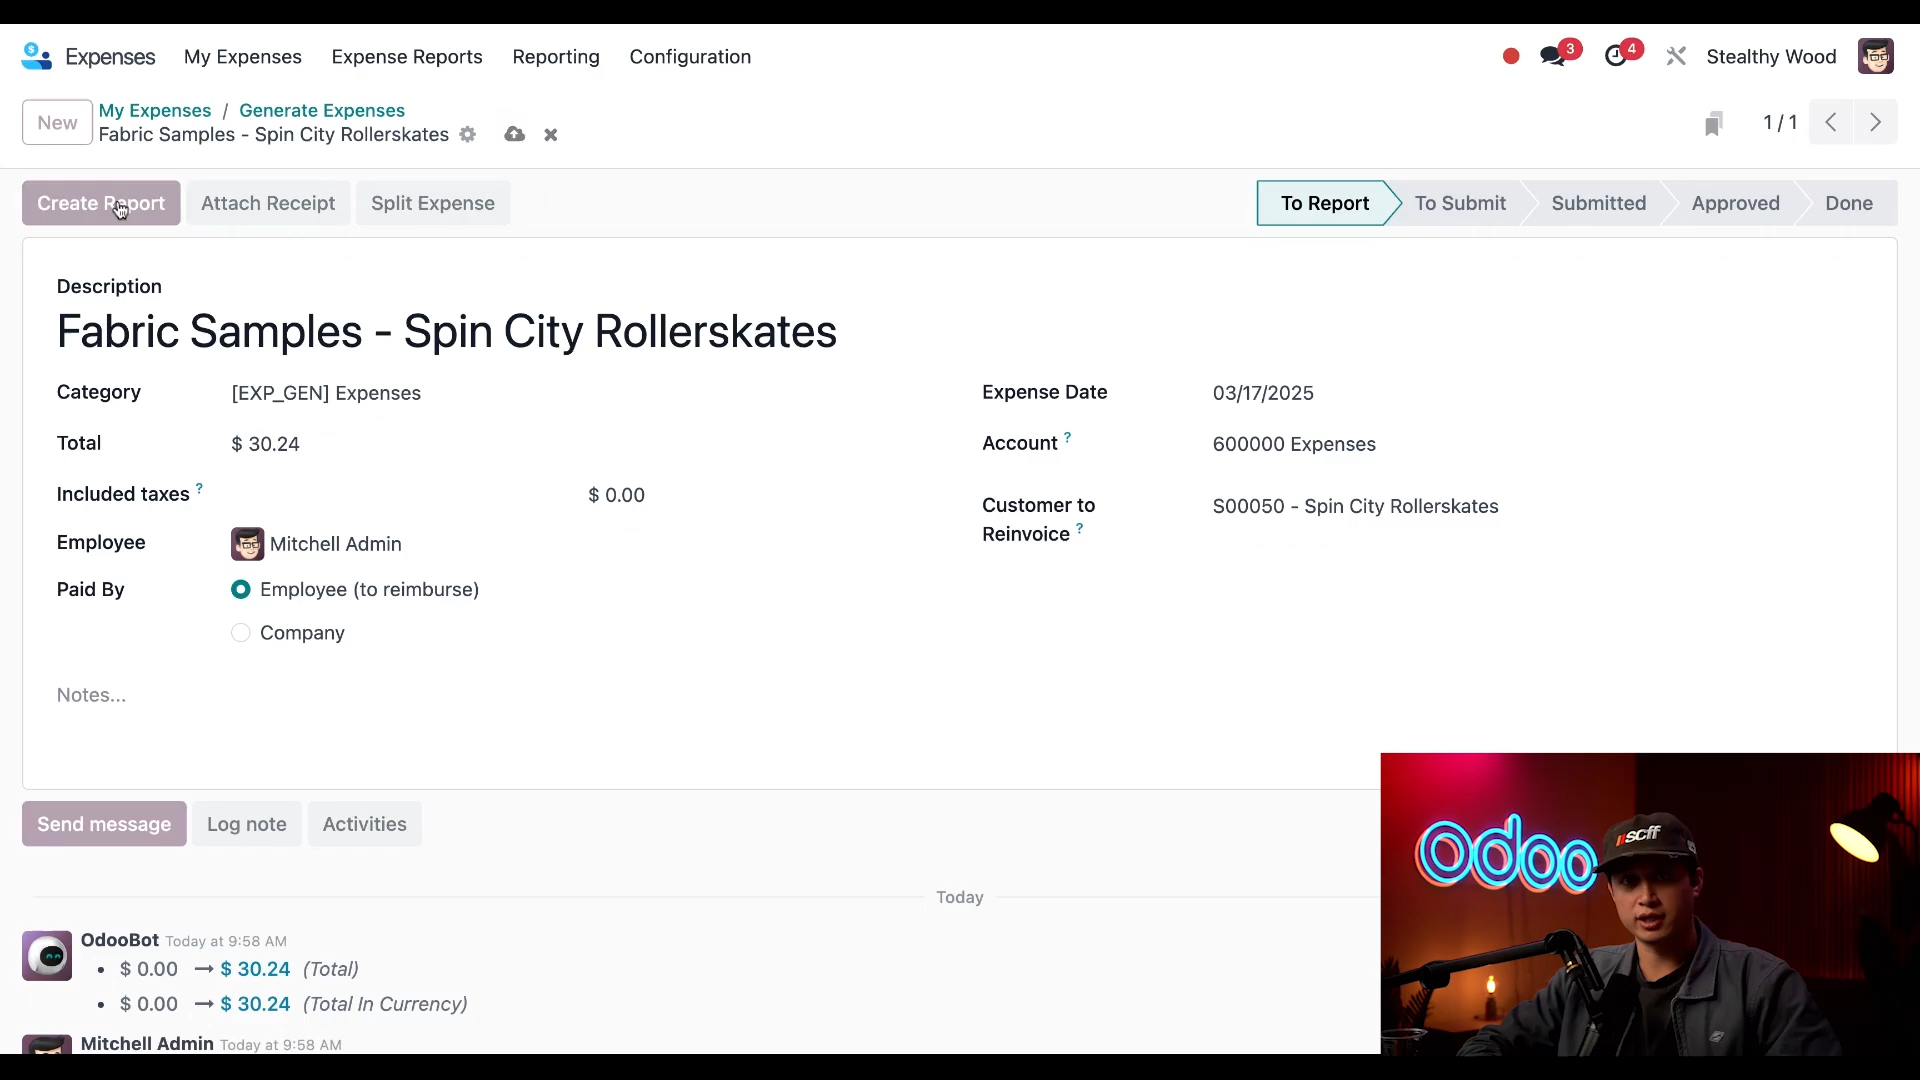 Expenses My Expenses Expense Reports Reporting Configuration 3 4 Stealthy Wood
New My Expenses / Generate Expenses 1 / 1
Fabric Samples - Spin City Rollerskates
Create Report Attach Receipt Split Expense To Report To Submit Submitted Approved Done
Description
Fabric Samples - Spin City Rollerskates
Category [EXP_GEN] Expenses Expense Date 03/17/2025
Total $ 30.24 Account ? 600000 Expenses
Included taxes ? $ 0.00 Customer to Reinvoice ? S00050 - Spin City Rollerskates
Employee Mitchell Admin
Paid By Employee (to reimburse)
Company
Notes...
Send message Log note Activities
Today
OdooBot Today at 9:58 AM
• $ 0.00 → $ 30.24 (Total)
• $ 0.00 → $ 30.24 (Total In Currency)
Mitchell Admin Today at 9:58 AM
odoo
//scff